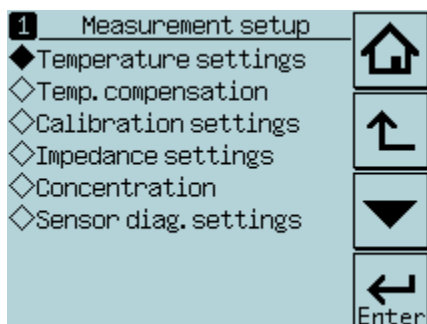 1 Measurement setup
Temperature settings
Temp. compensation
Calibration settings
Impedance settings
Concentration
Sensor diag. settings
Enter